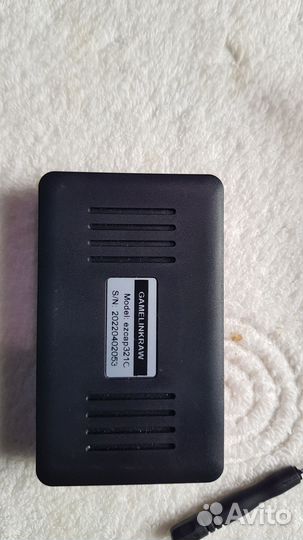 GAMELINKRAW
Model: ezcap321C
S/N: 20220402053
Avito